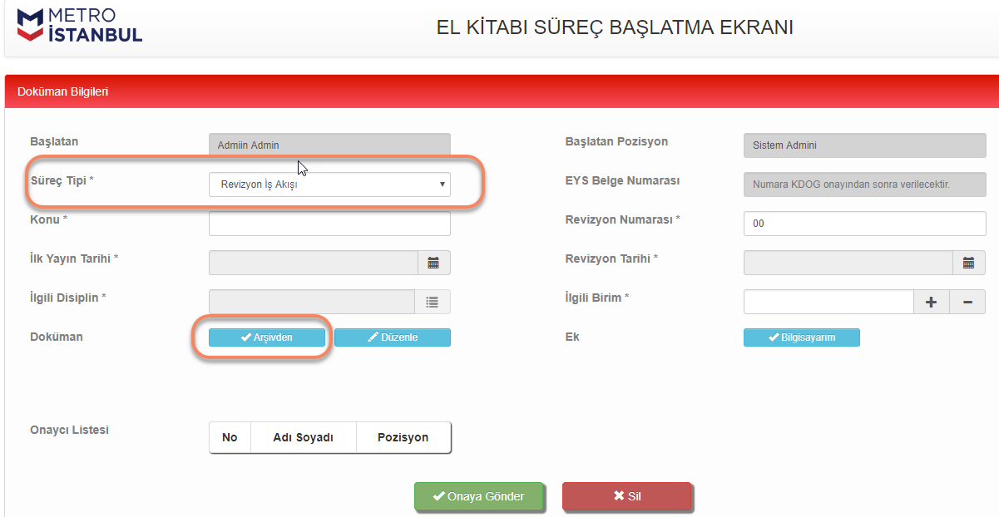 METRO
İSTANBUL
EL KİTABI SÜREÇ BAŞLATMA EKRANI
Doküman Bilgileri
Başlatan
Admiin Admin
Başlatan Pozisyon
Sistem Admini
Süreç Tipi *
Revizyon İş Akışı
EYS Belge Numarası
Numara KDOG onayından sonra verilecektir.
Konu *
Revizyon Numarası *
00
İlk Yayın Tarihi *
Revizyon Tarihi *
İlgili Disiplin *
İlgili Birim *
Doküman
Arşivden
Düzenle
Ek
Bilgisayarım
Onaycı Listesi
No
Adı Soyadı
Pozisyon
Onaya Gönder
Sil